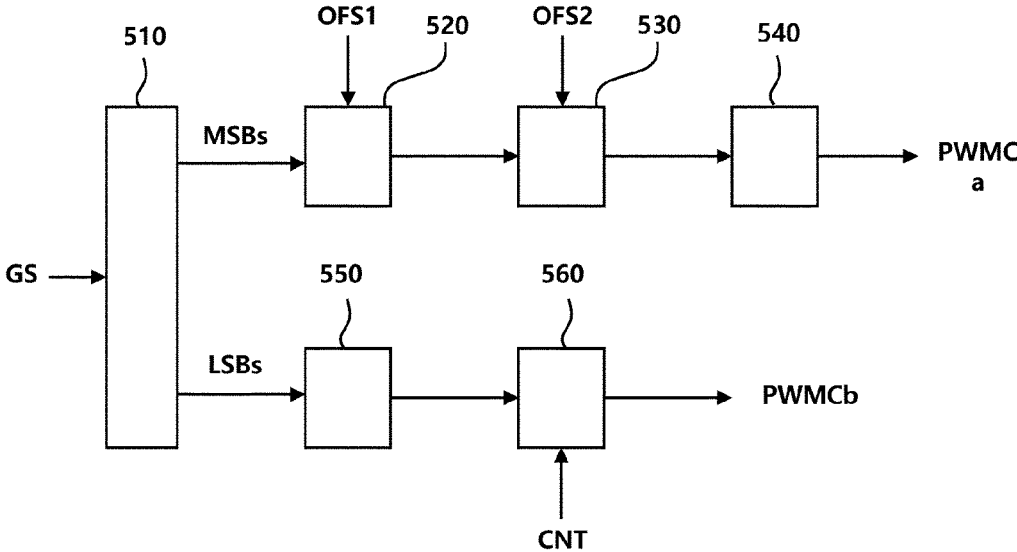 OFS1
OFS2
510
520
530
540
MSBs
PWMC
a
GS
550
560
LSBs
PWMCb
CNT